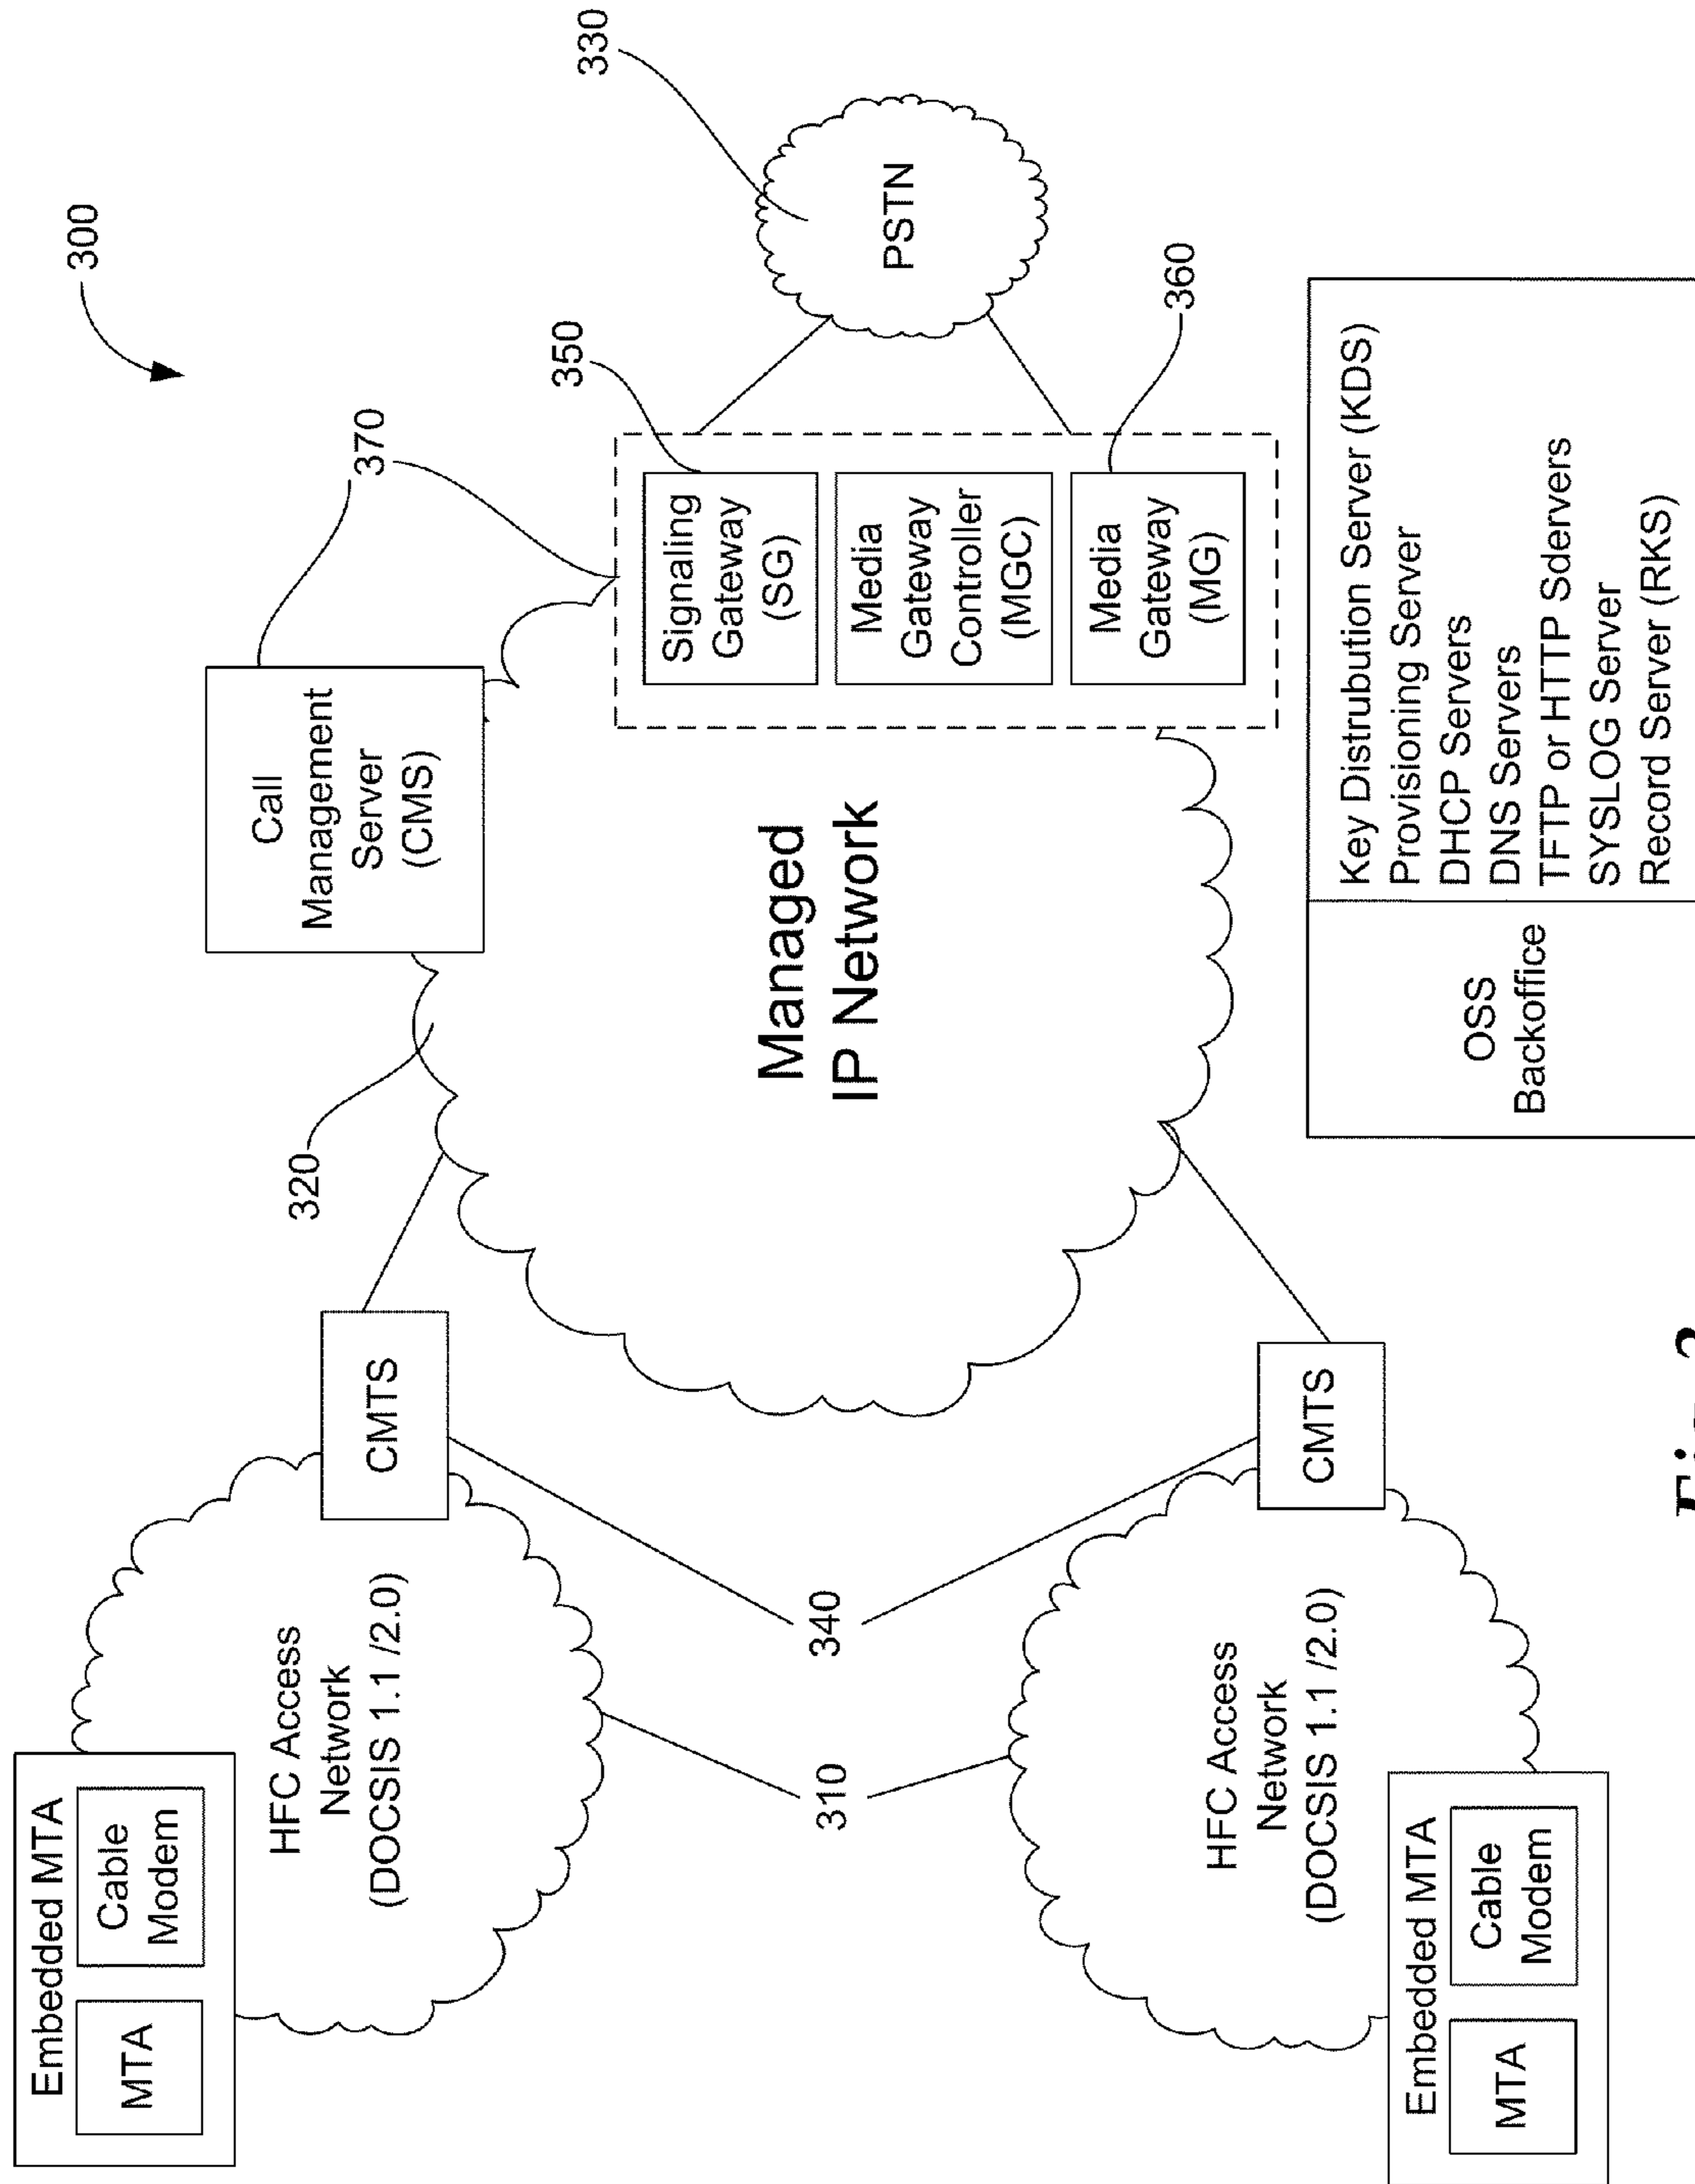 Embedded MTA
MTA
Cable
Modem
300
HFC Access
Network
(DOCSIS 1.1 /2.0)
CMTS
320
Call
Management
Server
(CMS)
370
350
330
310
340
Managed
IP Network
Signaling
Gateway
(SG)
Media
Gateway
Controller
(MGC)
Media
Gateway
(MG)
PSTN
360
HFC Access
Network
(DOCSIS 1.1 /2.0)
CMTS
Embedded MTA
MTA
Cable
Modem
OSS
Backoffice
Key Distrubution Server (KDS)
Provisioning Server
DHCP Servers
DNS Servers
TFTP or HTTP Sdervers
SYSLOG Server
Record Server (RKS)